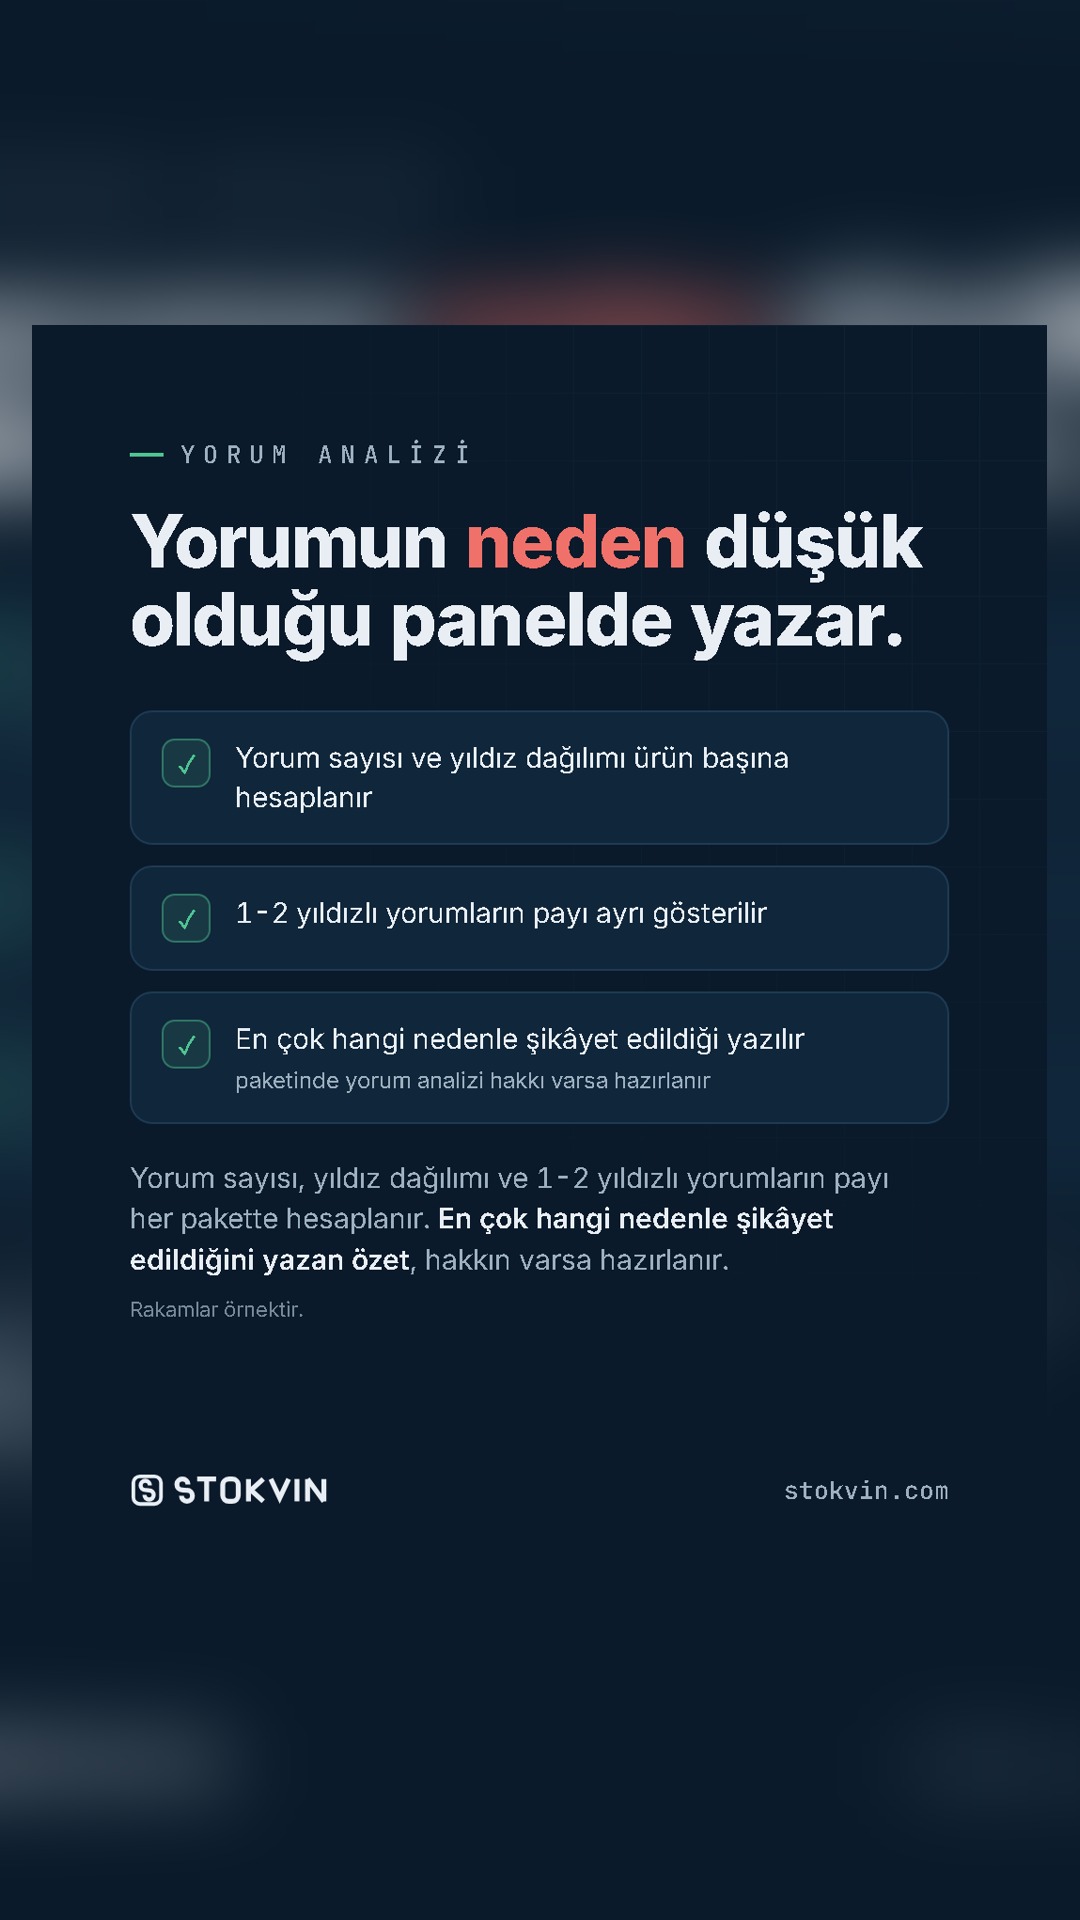 YORUM ANALİZİ
Yorumun neden düşük
olduğu panelde yazar.
Yorum sayısı ve yıldız dağılımı ürün başına
hesaplanır
1-2 yıldızlı yorumların payı ayrı gösterilir
En çok hangi nedenle şikâyet edildiği yazılır
paketinde yorum analizi hakkı varsa hazırlanır
Yorum sayısı, yıldız dağılımı ve 1-2 yıldızlı yorumların payı
her pakette hesaplanır. En çok hangi nedenle şikâyet
edildiğini yazan özet, hakkın varsa hazırlanır.
Rakamlar örnektir.
STOKVIN
stokvin.com